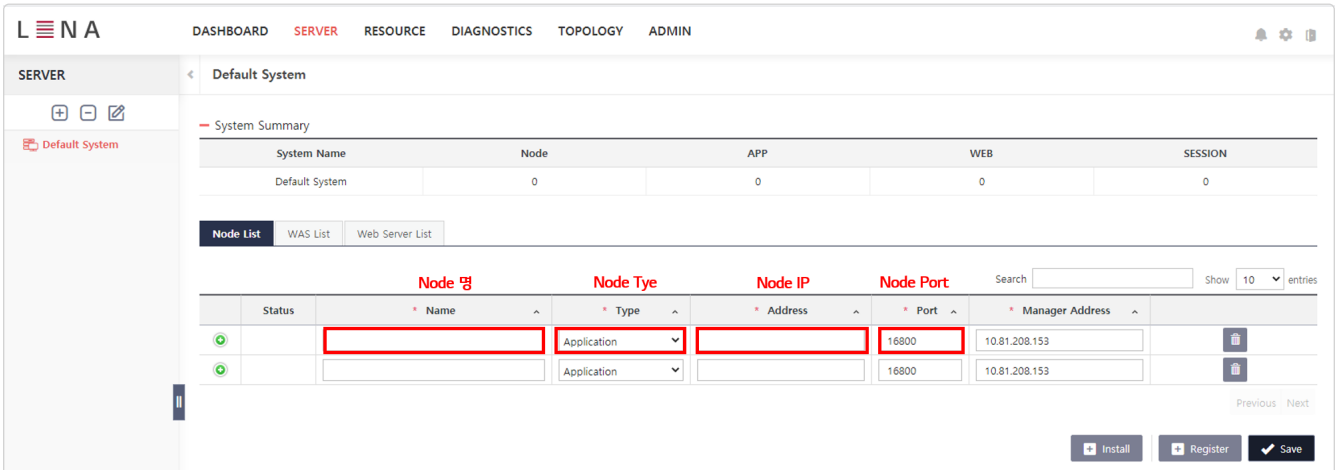 LENA DASHBOARD SERVER RESOURCE DIAGNOSTICS TOPOLOGY ADMIN
SERVER
Default System
Default System
System Summary
System Name Node APP WEB SESSION
Default System 0 0 0 0
Node List WAS List Web Server List
Node 명 Node Tye Node IP Node Port Search Show 10 entries
Status * Name * Type * Address * Port * Manager Address
Application 16800 10.81.208.153
Application 16800 10.81.208.153
Previous Next
Install Register Save